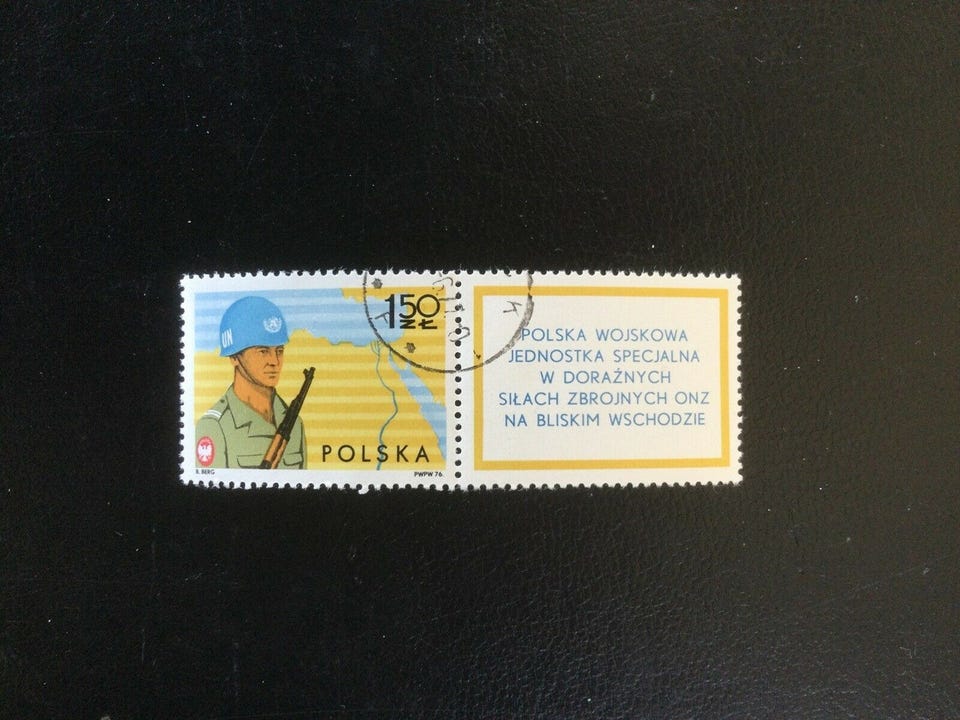 UN
1 50
ZŁ
POLSKA
B. BERG
PWPW 76.
POLSKA WOJSKOWA
JEDNOSTKA SPECJALNA
W DORAŹNYCH
SIŁACH ZBROJNYCH ONZ
NA BLISKIM WSCHODZIE